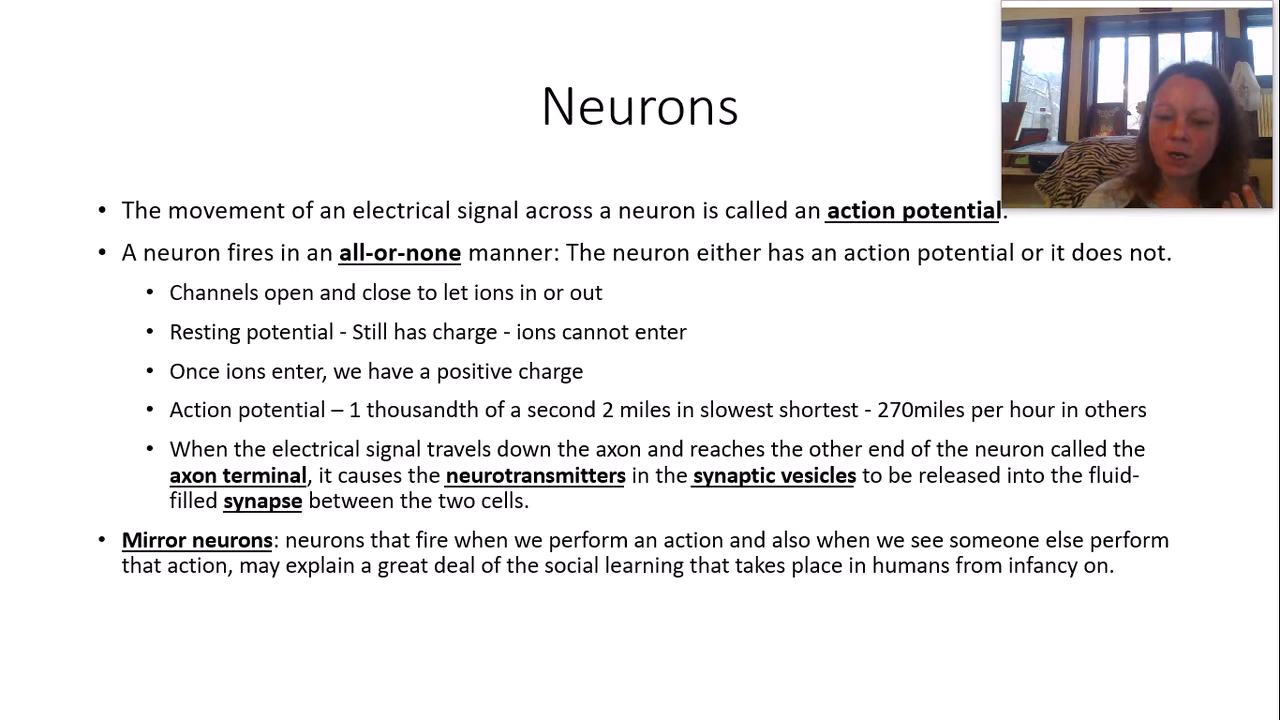 Neurons
• The movement of an electrical signal across a neuron is called an action potential.
• A neuron fires in an all-or-none manner: The neuron either has an action potential or it does not.
• Channels open and close to let ions in or out
• Resting potential - Still has charge - ions cannot enter
• Once ions enter, we have a positive charge
• Action potential – 1 thousandth of a second 2 miles in slowest shortest - 270miles per hour in others
• When the electrical signal travels down the axon and reaches the other end of the neuron called the
axon terminal, it causes the neurotransmitters in the synaptic vesicles to be released into the fluid-
filled synapse between the two cells.
• Mirror neurons: neurons that fire when we perform an action and also when we see someone else perform
that action, may explain a great deal of the social learning that takes place in humans from infancy on.